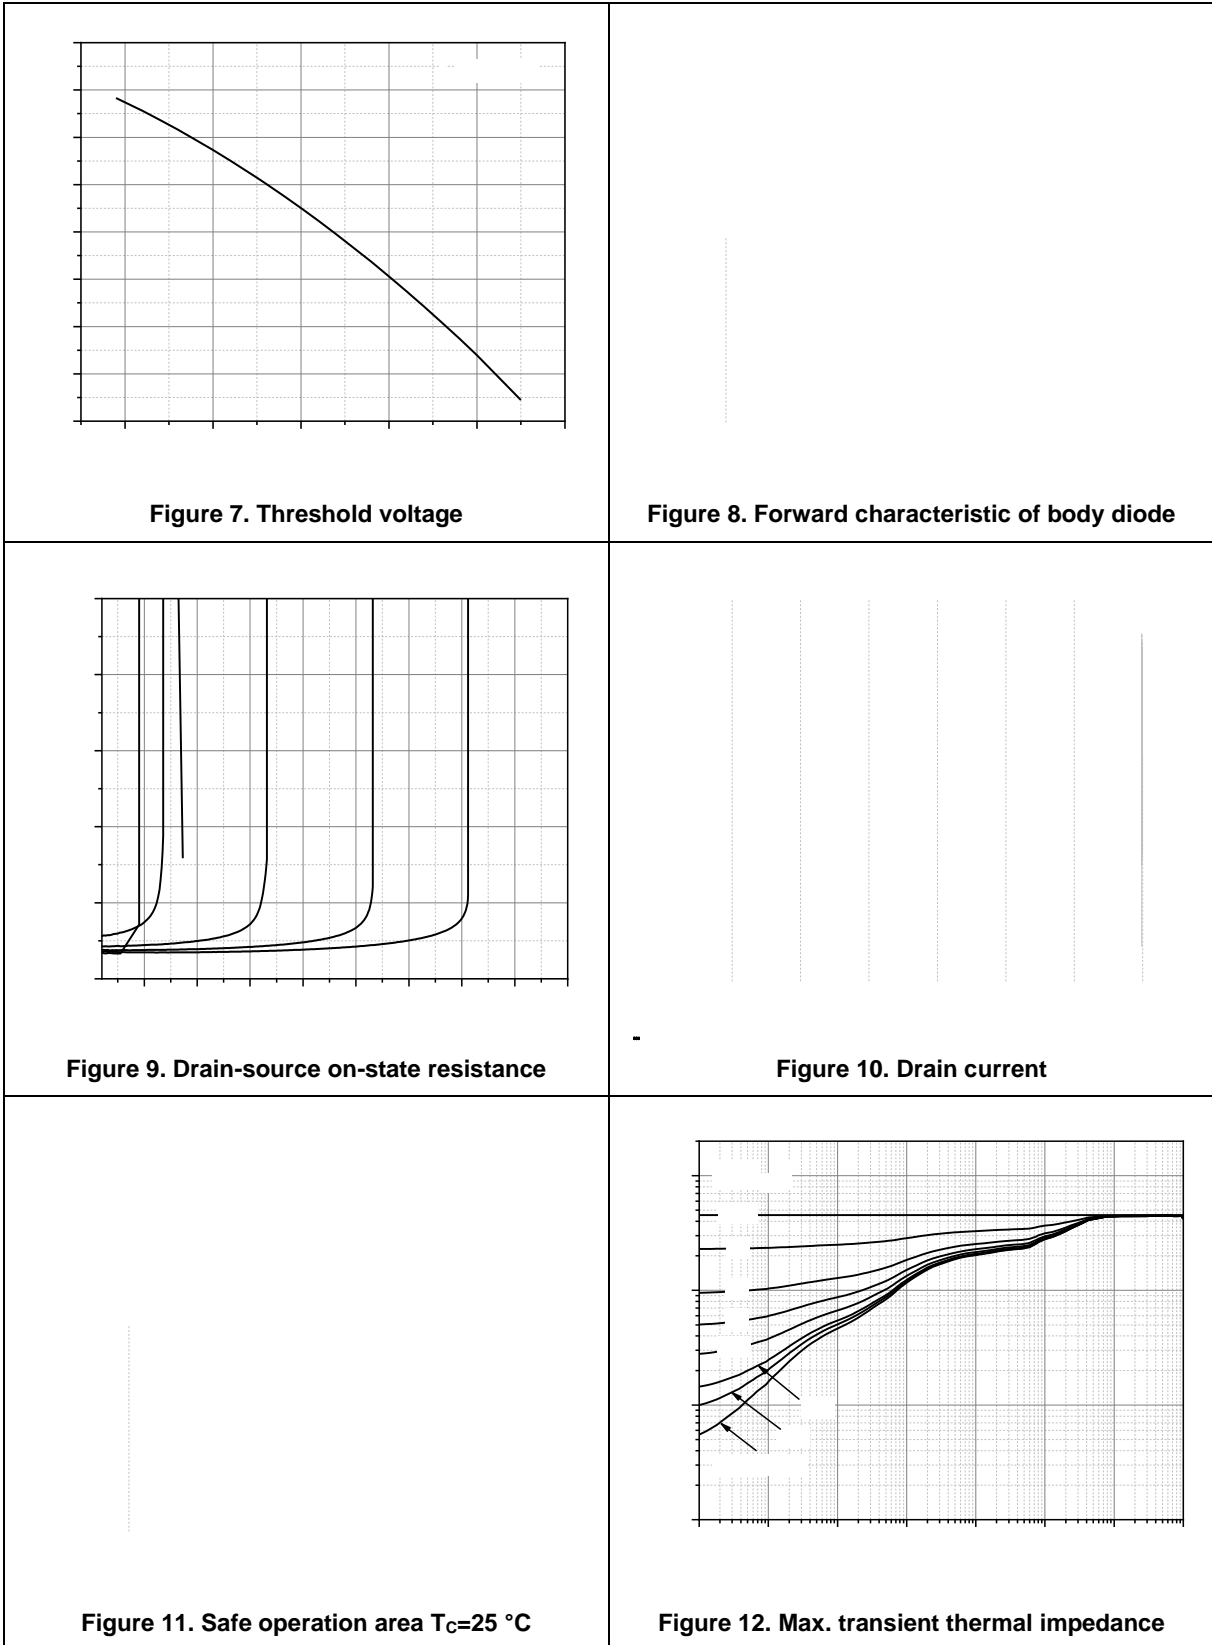 Figure 7. Threshold voltage
Figure 8. Forward characteristic of body diode
Figure 9. Drain-source on-state resistance
Figure 10. Drain current
Figure 11. Safe operation area TC=25 °C
Figure 12. Max. transient thermal impedance